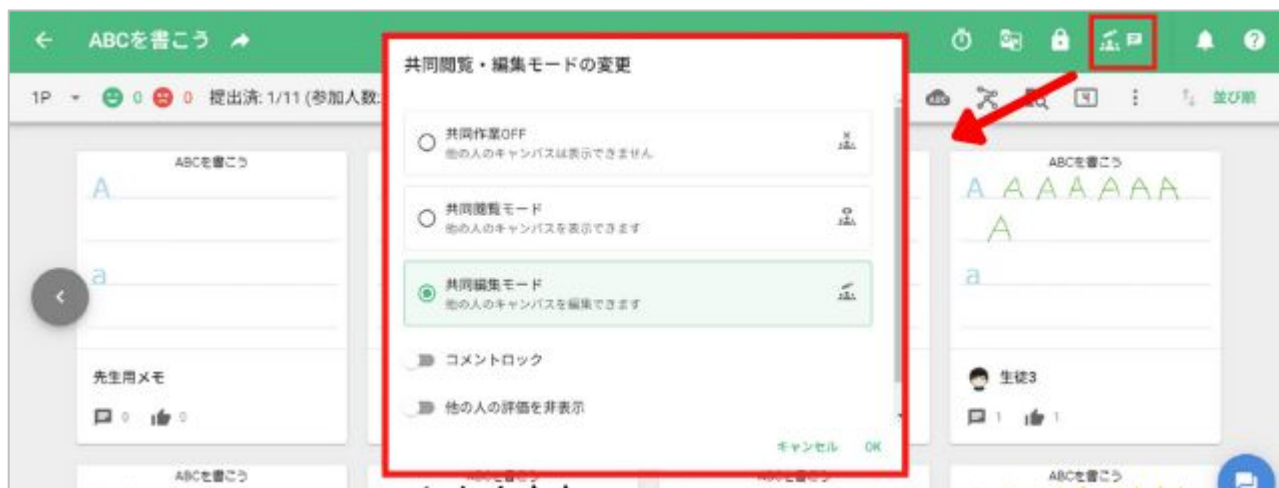 ABCを書こう
1P 0 0 提出済: 1/11 (参加人数:
並び順
共同閲覧・編集モードの変更
共同作業OFF
他の人のキャンバスは表示できません
共同閲覧モード
他の人のキャンバスを表示できます
共同編集モード
他の人のキャンバスを編集できます
コメントロック
他の人の評価を非表示
キャンセル OK
ABCを書こう
A
a
先生用メモ
0 0
ABCを書こう
A A A A A A A
A
a
生徒3
1 1
ABCを書こう
ABCを書こう